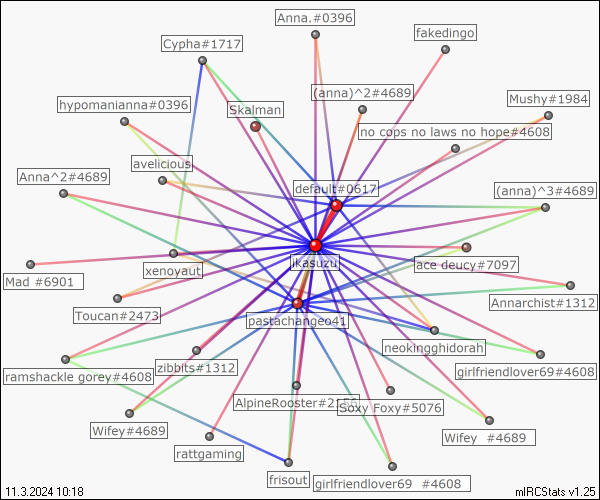 Anna.#0396
fakedingo
Cypha#1717
(anna)^2#4689
Mushy#1984
hypomanianna#0396
Skalman
no cops no laws no hope#4608
avelicious
Anna^2#4689
default#0617
(anna)^3#4689
ikasuzu
ace deucy#7097
xenoyaut
Mad #6901
Annarchist#1312
Toucan#2473
pastachangeo41
neokingghidorah
zibbits#1312
girlfriendlover69#4608
ramshackle gorey#4608
Soxy Foxy#5076
Wifey#4689
Wifey #4689
rattgaming
frisout
girlfriendlover69 #4608
11.3.2024 10:18
mIRCStats v1.25